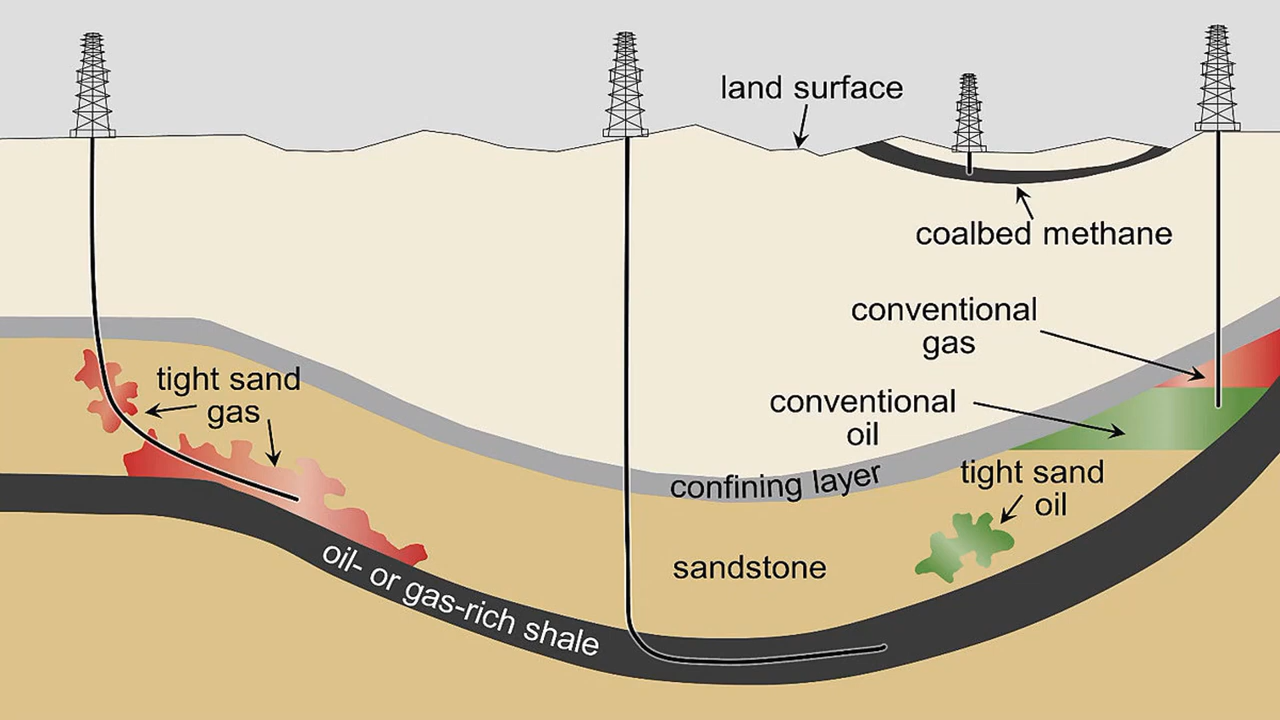 land surface
coalbed methane
conventional
gas
tight sand
gas
conventional
oil
confining layer
tight sand
oil
sandstone
oil- or gas-rich shale